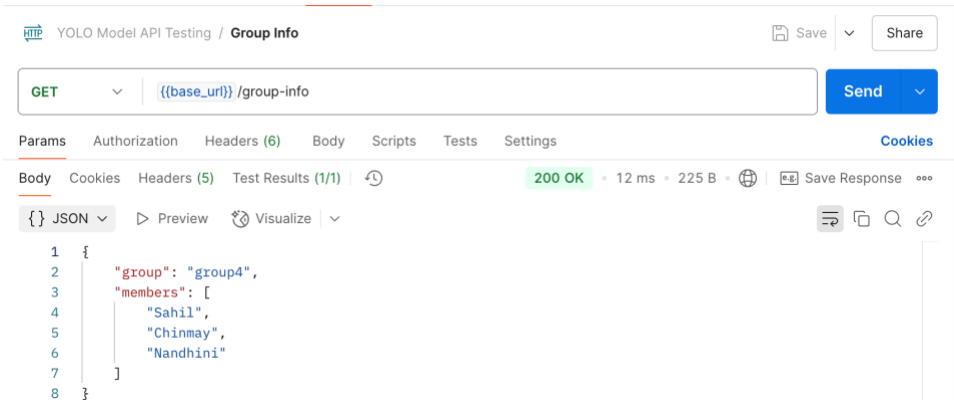 HTTP YOLO Model API Testing / Group Info Save Share
GET {{base_url}} /group-info Send
Params Authorization Headers (6) Body Scripts Tests Settings Cookies
Body Cookies Headers (5) Test Results (1/1) 200 OK • 12 ms • 225 B • e.g. Save Response
{ } JSON Preview Visualize
1 {
2 "group": "group4",
3 "members": [
4 "Sahil",
5 "Chinmay",
6 "Nandhini"
7 ]
8 }